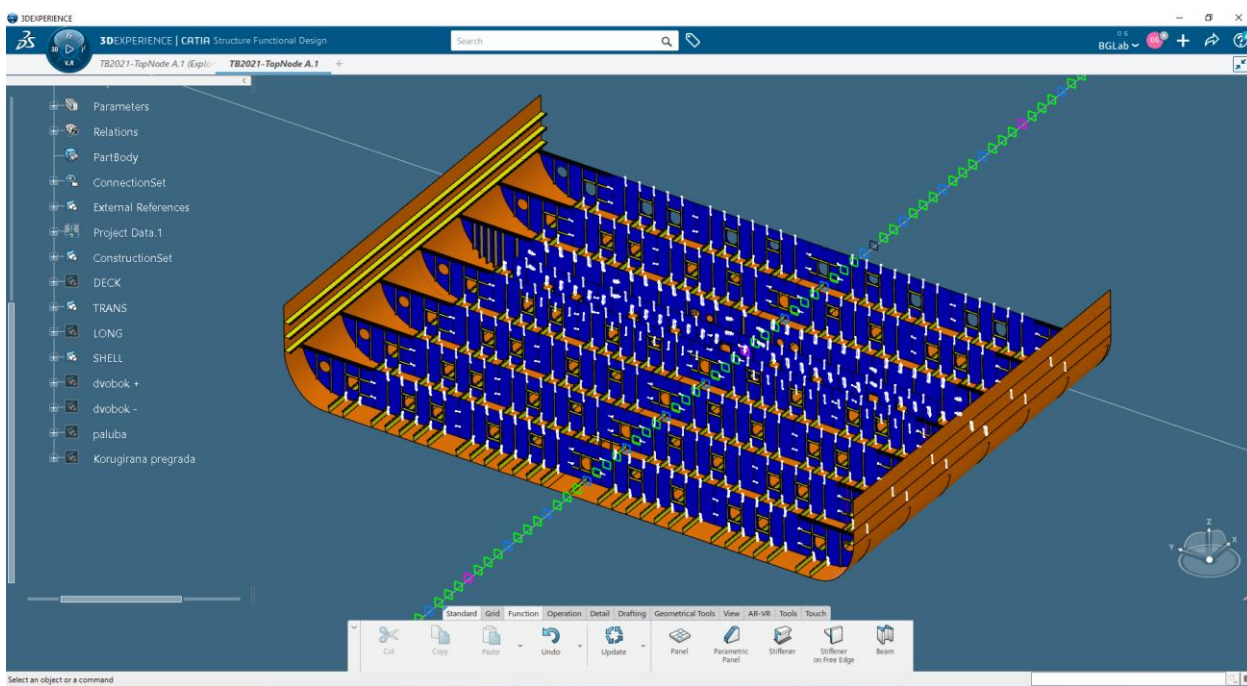 3DEXPERIENCE
3DEXPERIENCE | CATIA Structure Functional Design
Search
BGLab
3D
V.R
TB2021-TopNode A.1 (Explor
TB2021-TopNode A.1
Parameters
Relations
PartBody
ConnectionSet
External References
Project Data.1
ConstructionSet
DECK
TRANS
LONG
SHELL
dvobok +
dvobok -
paluba
Korugirana pregrada
Z
Y
X
Standard Grid Function Operation Detail Drafting Geometrical Tools View AR-VR Tools Touch
Cut Copy Paste Undo Update Panel Parametric Panel Stiffener Stiffener on Free Edge Beam
Select an object or a command